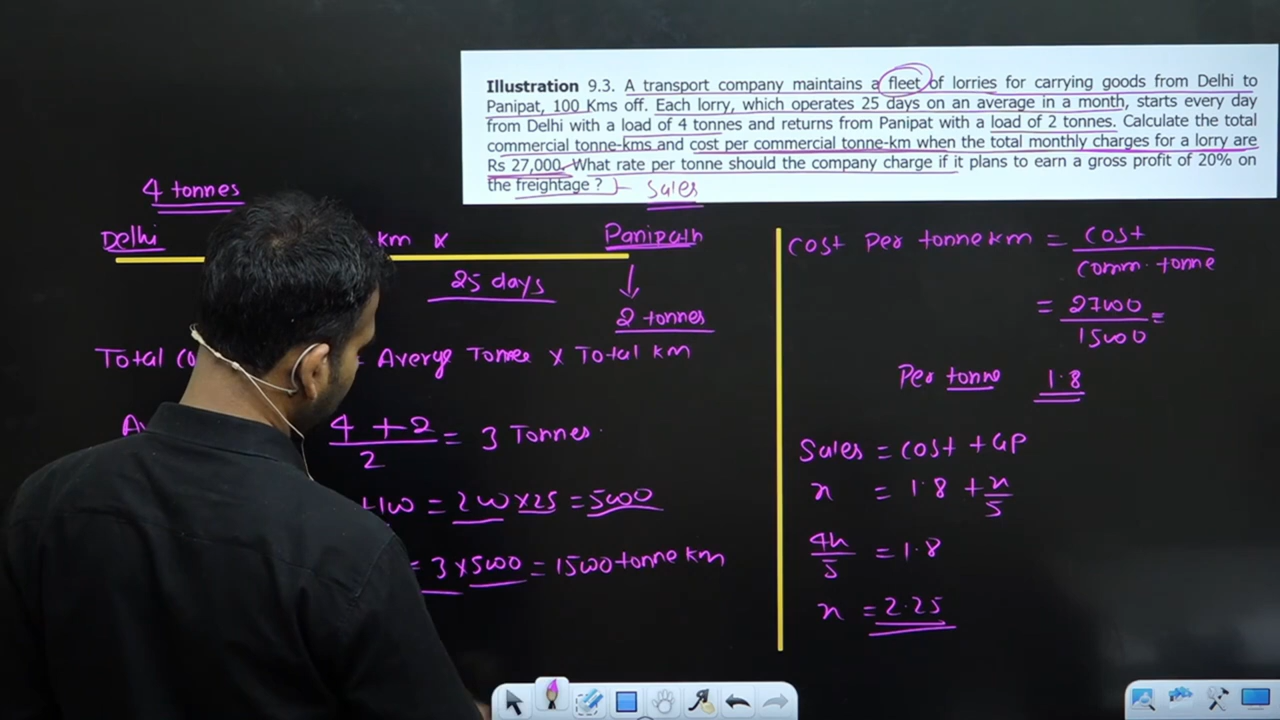 Illustration 9.3. A transport company maintains a fleet of lorries for carrying goods from Delhi to
Panipat, 100 Kms off. Each lorry, which operates 25 days on an average in a month, starts every day
from Delhi with a load of 4 tonnes and returns from Panipat with a load of 2 tonnes. Calculate the total
commercial tonne-kms and cost per commercial tonne-km when the total monthly charges for a lorry are
Rs 27,000. What rate per tonne should the company charge if it plans to earn a gross profit of 20% on
the freightage ? Sales
4 tonnes
Delhi km × Panipath
25 days
2 tonnes
Total Averge Tonnee × Total km
4 + 2 / 2 = 3 Tonnes
+100 = 200 × 25 = 5000
= 3 × 5000 = 1500 tonne km
Cost Per tonne km = Cost / Comm. tonne
= 27000 / 15000 =
Per tonne 1.8
Sales = Cost + GP
x = 1.8 + x/5
4x/5 = 1.8
x = 2.25